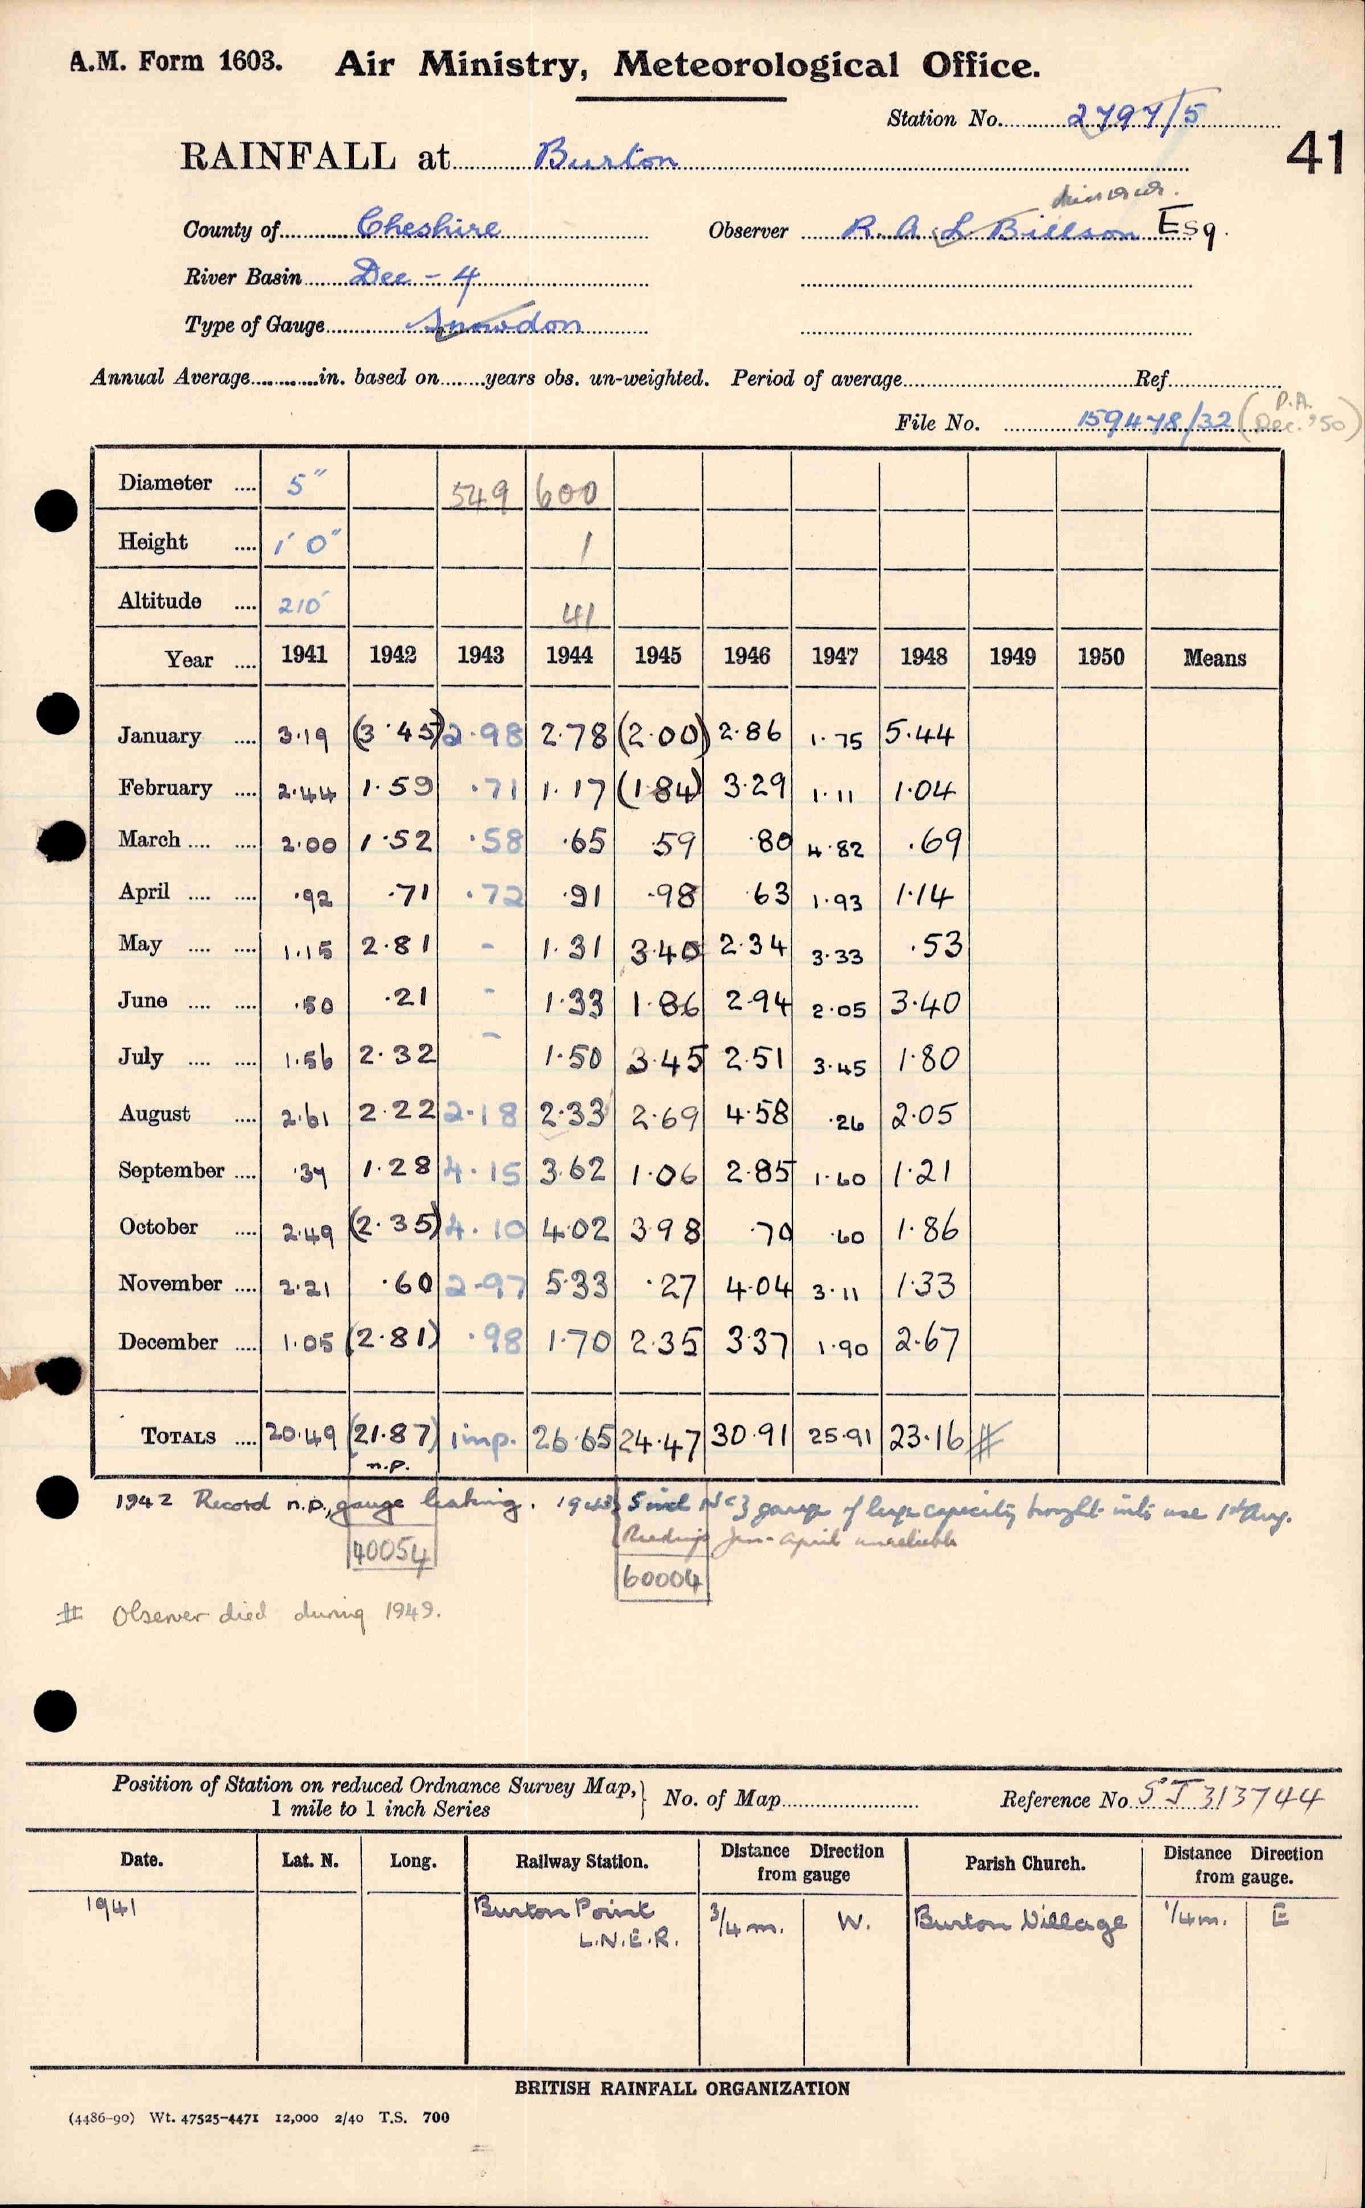 A.M. Form 1603. Air Ministry, Meteorological Office.
Station No. 2797/5
41
RAINFALL at Burton
County of Cheshire Observer R. A. L. Billson Esq.
River Basin Dee - 4
Type of Gauge Snowdon
Annual Average in. based on years obs. un-weighted. Period of average Ref
File No. 159478/32 (P.A. Dec. '50)
Diameter 5" 549 600
Height 1' 0" 1
Altitude 210' 41
Year 1941 1942 1943 1944 1945 1946 1947 1948 1949 1950 Means
January 3.19 (3.45) 2.98 2.78 (2.00) 2.86 1.75 5.44
February 2.44 1.59 .71 1.17 (1.84) 3.29 1.11 1.04
March 2.00 1.52 .58 .65 .59 .80 4.82 .69
April .92 .71 .72 .91 .98 .63 1.93 1.14
May 1.15 2.81 - 1.31 3.40 2.34 3.33 .53
June .50 .21 - 1.33 1.86 2.94 2.05 3.40
July 1.56 2.32 - 1.50 3.45 2.51 3.45 1.80
August 2.61 2.22 2.18 2.33 2.69 4.58 .26 2.05
September .37 1.28 4.15 3.62 1.06 2.85 1.60 1.21
October 2.49 (2.35) 4.10 4.02 3.98 .70 .60 1.86
November 2.21 .60 2.97 5.33 .27 4.04 3.11 1.33
December 1.05 (2.81) .98 1.70 2.35 3.37 1.90 2.67
TOTALS 20.49 (21.87) imp. 26.65 24.47 30.91 25.91 23.16 #
n.p.
1942 Record n.p., gauge leaking. 1943 5 inch gauge of large capacity brought into use 1st Aug.
Readings Jan-April unreliable
40054
60004
# Observer died during 1949.
Position of Station on reduced Ordnance Survey Map, 1 mile to 1 inch Series } No. of Map Reference No. SJ 313744
Date. Lat. N. Long. Railway Station. Distance Direction from gauge Parish Church. Distance Direction from gauge.
1941 Burton Point L.N.E.R. 3/4 m. W. Burton Village 1/4 m. E
BRITISH RAINFALL ORGANIZATION
(4486-90) Wt. 47525-4471 12,000 2/40 T.S. 700